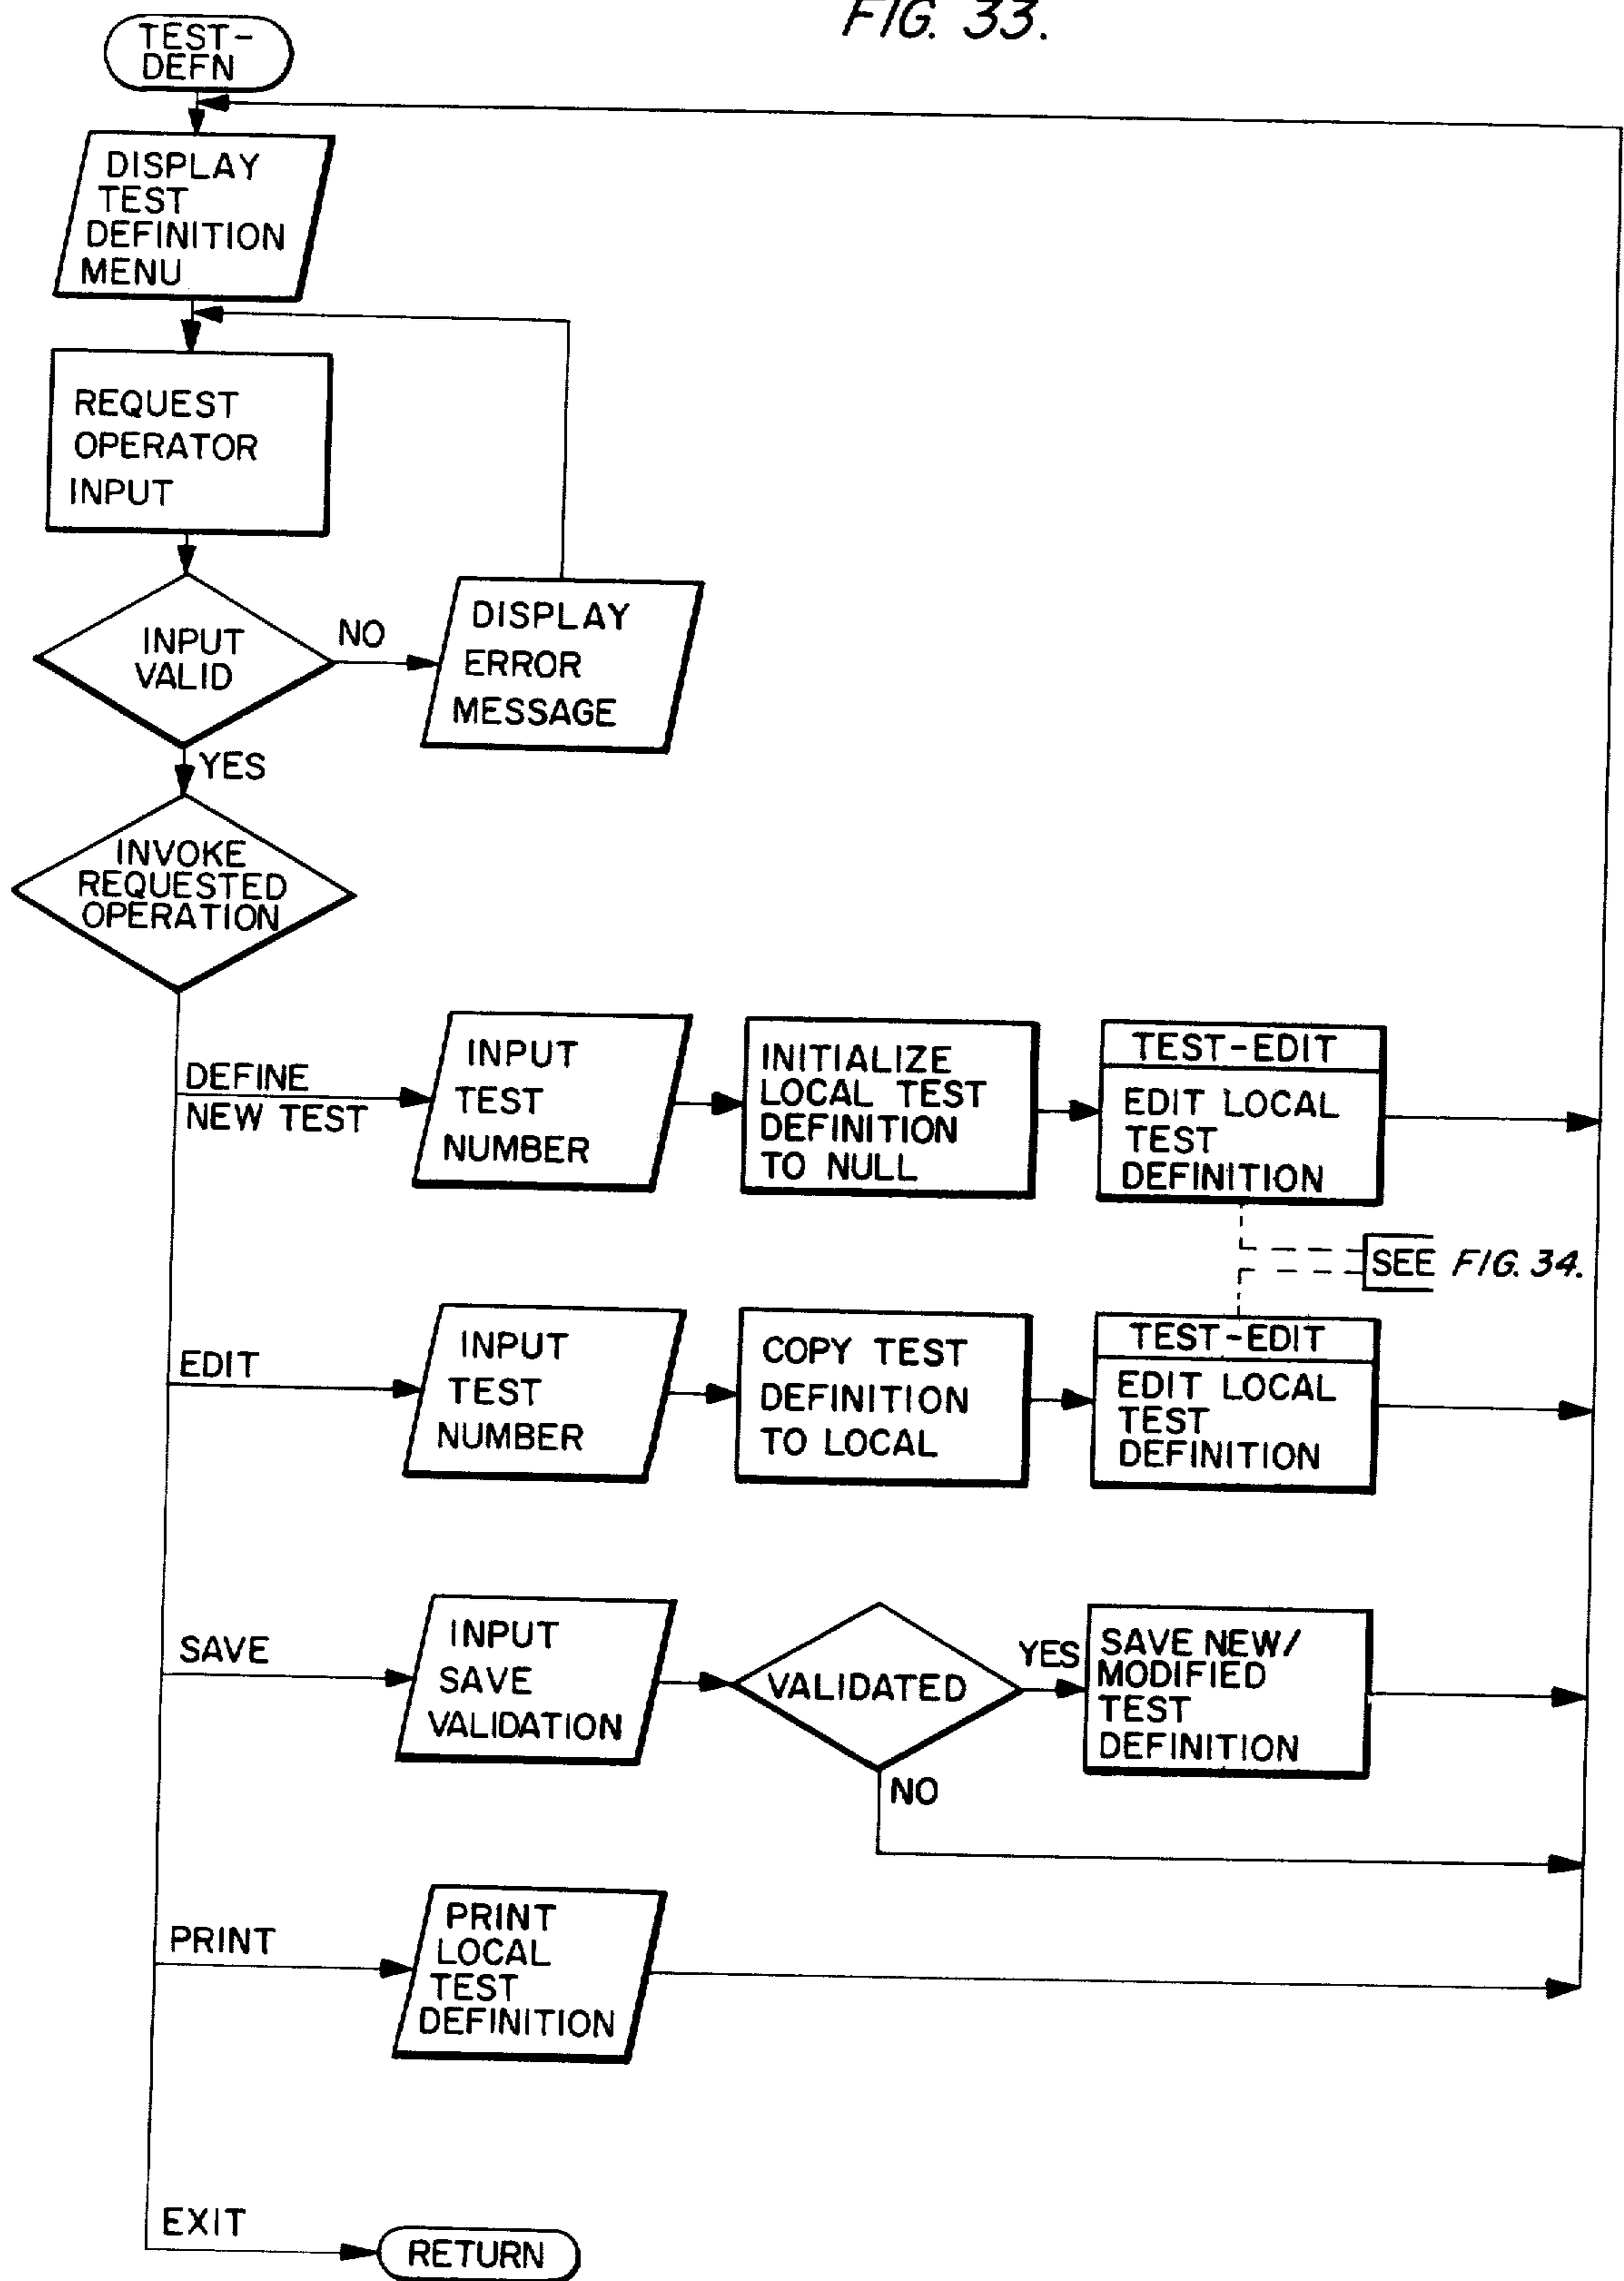 FIG. 33.
TEST-
DEFN
DISPLAY
TEST
DEFINITION
MENU
REQUEST
OPERATOR
INPUT
INPUT
VALID
NO
DISPLAY
ERROR
MESSAGE
YES
INVOKE
REQUESTED
OPERATION
DEFINE
NEW TEST
INPUT
TEST
NUMBER
INITIALIZE
LOCAL TEST
DEFINITION
TO NULL
TEST-EDIT
EDIT LOCAL
TEST
DEFINITION
SEE FIG. 34.
EDIT
INPUT
TEST
NUMBER
COPY TEST
DEFINITION
TO LOCAL
TEST-EDIT
EDIT LOCAL
TEST
DEFINITION
SAVE
INPUT
SAVE
VALIDATION
VALIDATED
YES
NO
SAVE NEW/
MODIFIED
TEST
DEFINITION
PRINT
PRINT
LOCAL
TEST
DEFINITION
EXIT
RETURN